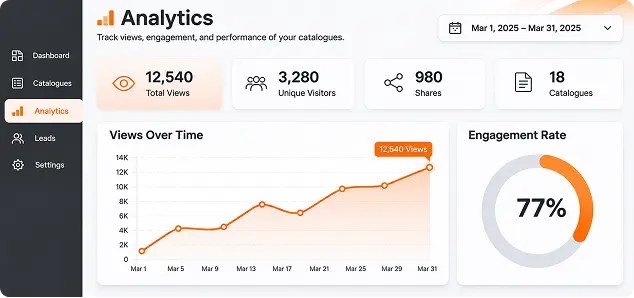 Analytics
Track views, engagement, and performance of your catalogues.
Mar 1, 2025 – Mar 31, 2025
Dashboard
Catalogues
Analytics
Leads
Settings
12,540
Total Views
3,280
Unique Visitors
980
Shares
18
Catalogues
Views Over Time
12,540 Views
14K
12K
10K
8K
6K
4K
2K
0
Mar 1 Mar 5 Mar 9 Mar 13 Mar 17 Mar 21 Mar 25 Mar 29 Mar 31
Engagement Rate
77%